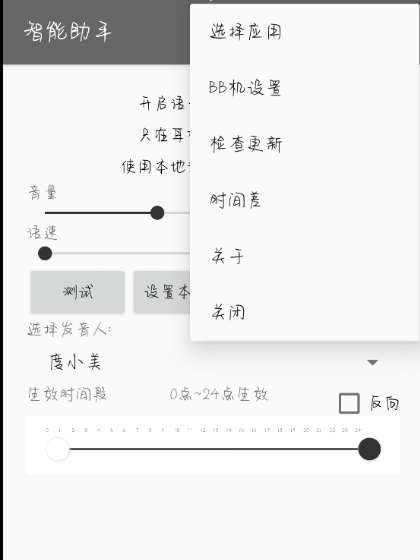 智能助手
选择应用
BB机设置
检查更新
时间差
关于
关闭
开启语
只在耳
使用本地
音量
语速
测试
设置本
选择发音人:
度小美
生效时间段
0点~24点生效
反向
0 1 2 3 4 5 6 7 8 9 10 11 12 13 14 15 16 17 18 19 20 21 22 23 24